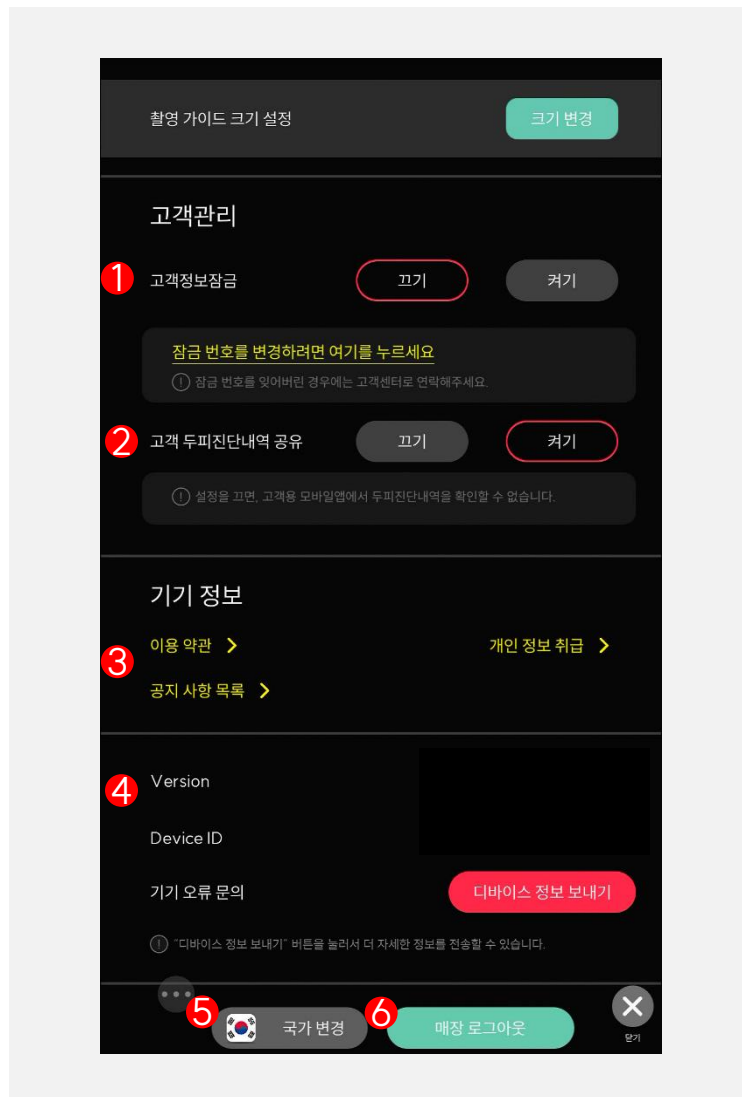 촬영 가이드 크기 설정 크기 변경
고객관리
1 고객정보잠금 끄기 켜기
잠금 번호를 변경하려면 여기를 누르세요
! 잠금 번호를 잊어버린 경우에는 고객센터로 연락해주세요.
2 고객 두피진단내역 공유 끄기 켜기
! 설정을 끄면, 고객용 모바일앱에서 두피진단내역을 확인할 수 없습니다.
기기 정보
3 이용 약관 > 개인 정보 취급 >
공지 사항 목록 >
4 Version
Device ID
기기 오류 문의 디바이스 정보 보내기
! "디바이스 정보 보내기" 버튼을 눌러서 더 자세한 정보를 전송할 수 있습니다.
5 국가 변경 6 매장 로그아웃 닫기